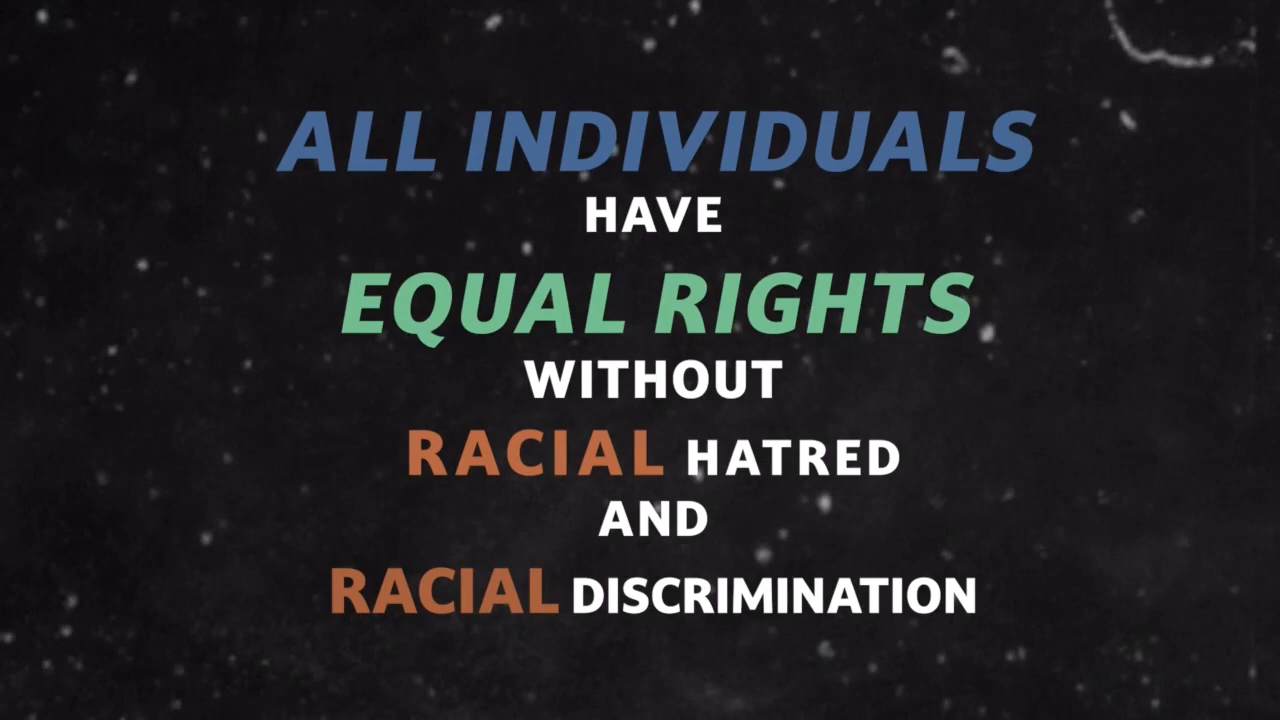 ALL INDIVIDUALS
HAVE
EQUAL RIGHTS
WITHOUT
RACIAL HATRED
AND
RACIAL DISCRIMINATION